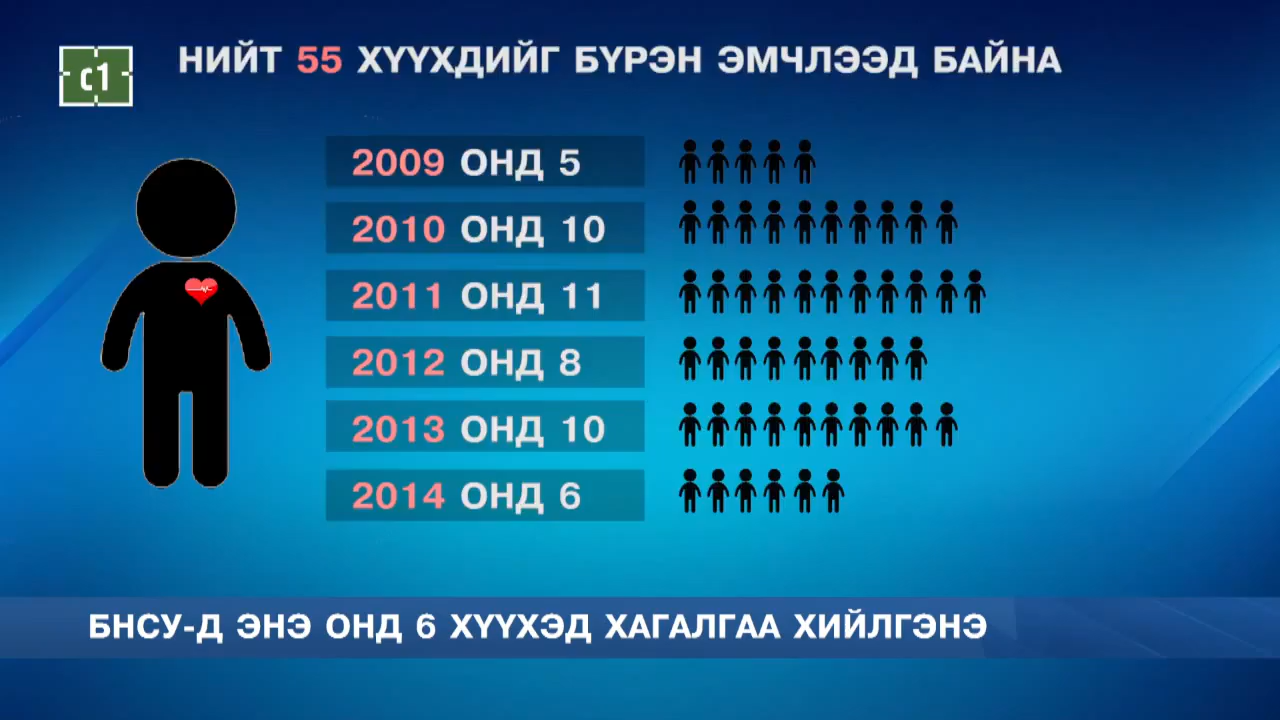 c1
НИЙТ 55 ХҮҮХДИЙГ БҮРЭН ЭМЧЛЭЭД БАЙНА
2009 ОНД 5
2010 ОНД 10
2011 ОНД 11
2012 ОНД 8
2013 ОНД 10
2014 ОНД 6
БНСУ-Д ЭНЭ ОНД 6 ХҮҮХЭД ХАГАЛГАА ХИЙЛГЭНЭ